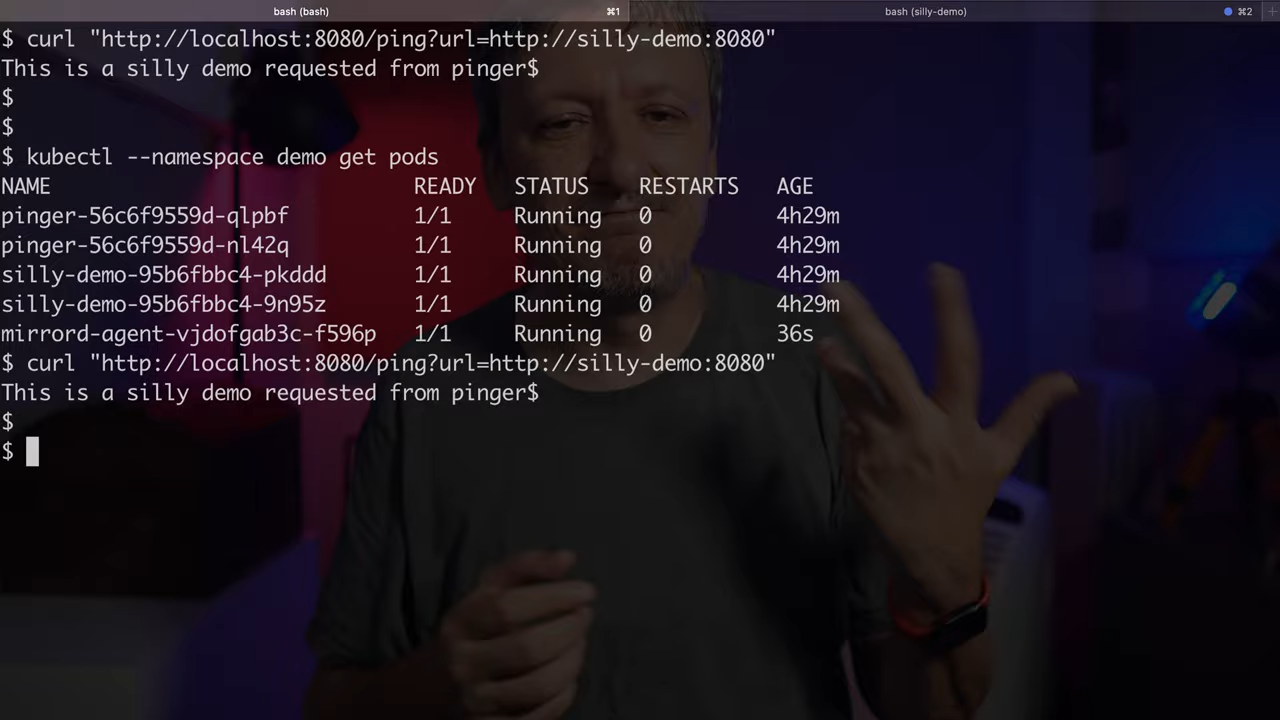 bash (bash) ⌘1 bash (silly-demo) ⌘2
$ curl "http://localhost:8080/ping?url=http://silly-demo:8080"
This is a silly demo requested from pinger$
$
$
$ kubectl --namespace demo get pods
NAME READY STATUS RESTARTS AGE
pinger-56c6f9559d-qlpbf 1/1 Running 0 4h29m
pinger-56c6f9559d-nl42q 1/1 Running 0 4h29m
silly-demo-95b6fbbc4-pkddd 1/1 Running 0 4h29m
silly-demo-95b6fbbc4-9n95z 1/1 Running 0 4h29m
mirrord-agent-vjdofgab3c-f596p 1/1 Running 0 36s
$ curl "http://localhost:8080/ping?url=http://silly-demo:8080"
This is a silly demo requested from pinger$
$
$